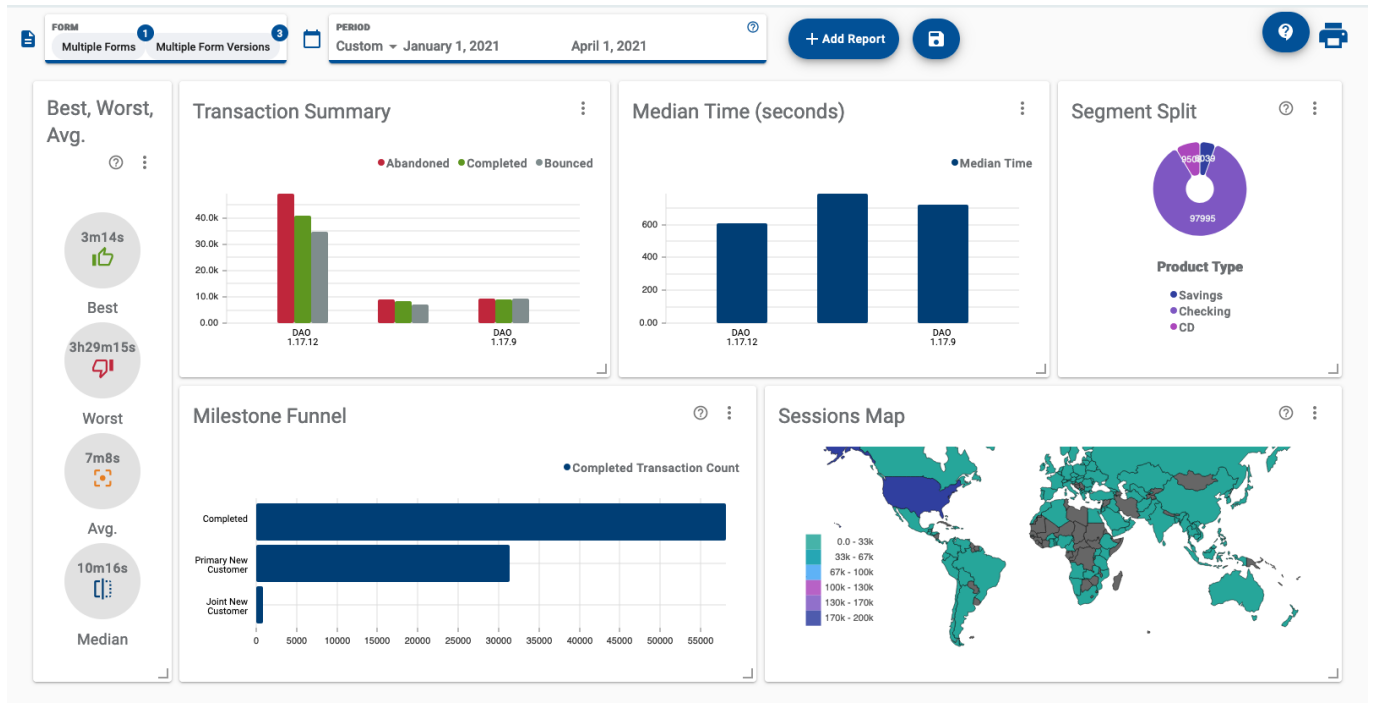 FORM
Multiple Forms
1
Multiple Form Versions
3
PERIOD
Custom
January 1, 2021
April 1, 2021
+ Add Report
Best, Worst,
Avg.
3m14s
Best
3h29m15s
Worst
7m8s
Avg.
10m16s
Median
Transaction Summary
Abandoned
Completed
Bounced
40.0k
30.0k
20.0k
10.0k
0.00
DAO
1.17.12
DAO
1.17.9
Median Time (seconds)
Median Time
600
400
200
0.00
DAO
1.17.12
DAO
1.17.9
Segment Split
97995
Product Type
Savings
Checking
CD
Milestone Funnel
Completed Transaction Count
Completed
Primary New
Customer
Joint New
Customer
0
5000
10000
15000
20000
25000
30000
35000
40000
45000
50000
55000
Sessions Map
0.0 - 33k
33k - 67k
67k - 100k
100k - 130k
130k - 170k
170k - 200k